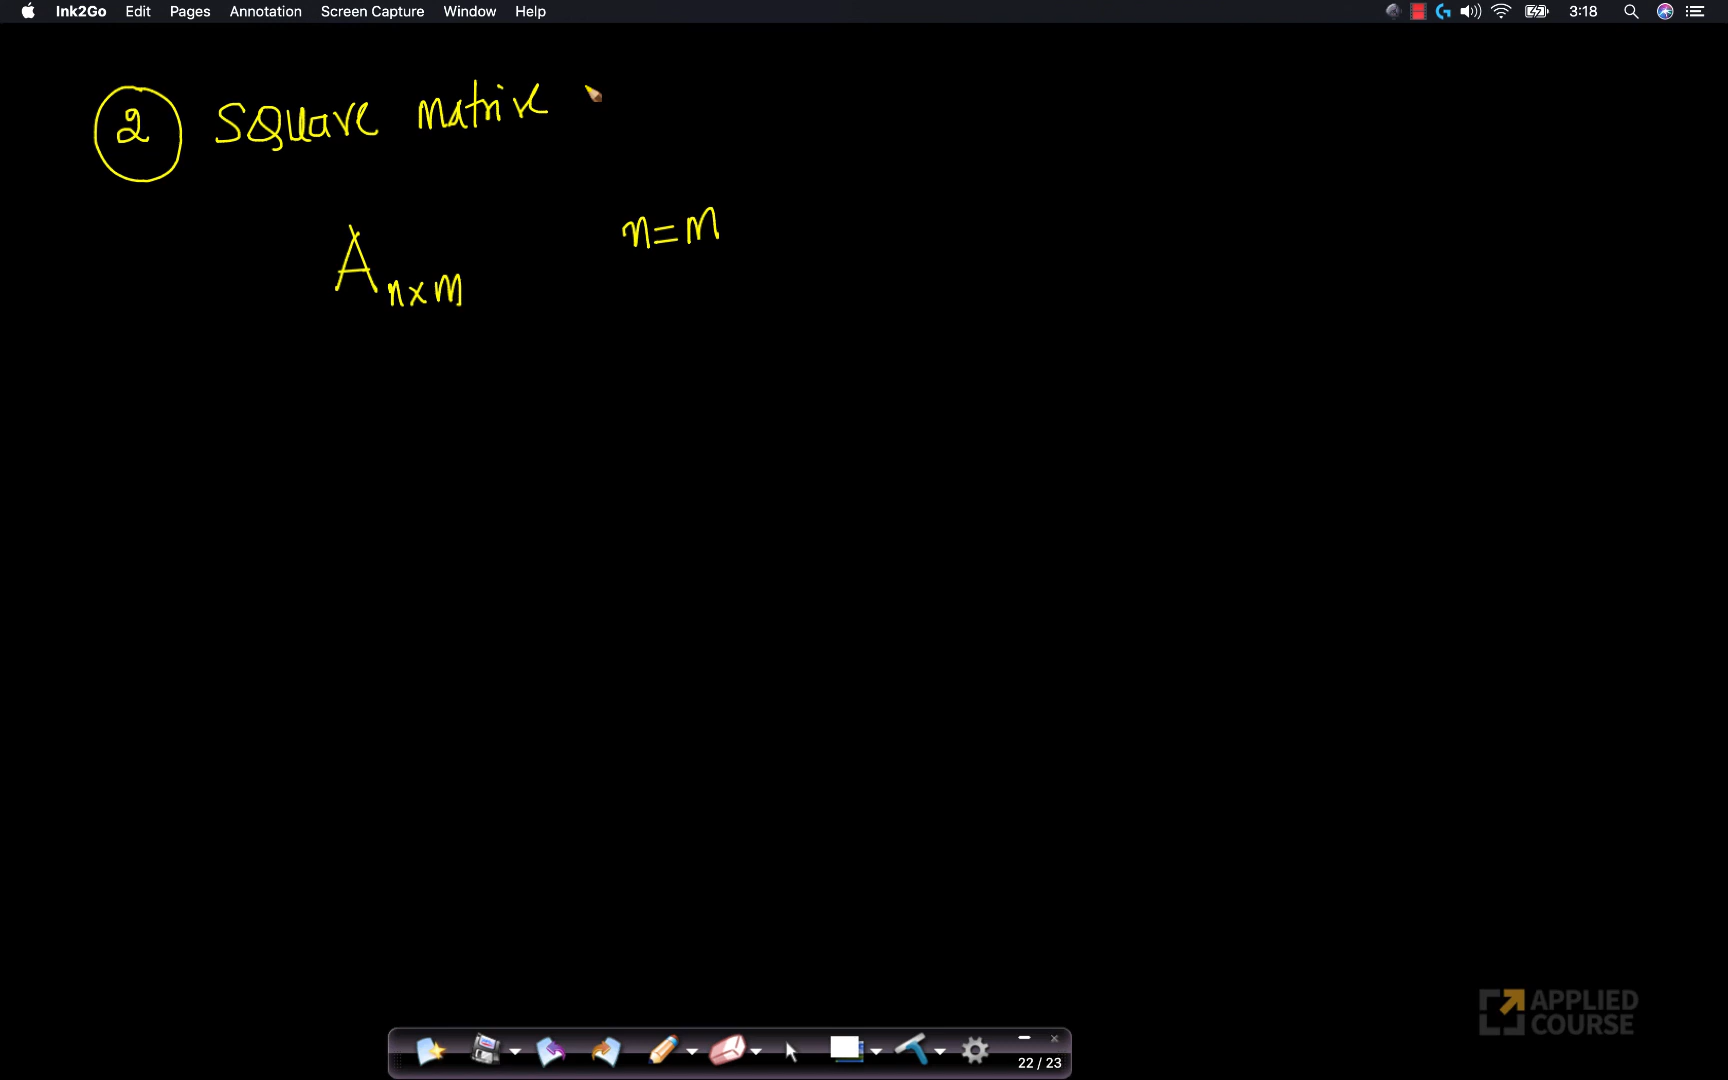 Ink2Go Edit Pages Annotation Screen Capture Window Help 3:18
2 Square matrix
A n×m n=m
APPLIED
COURSE
22 / 23